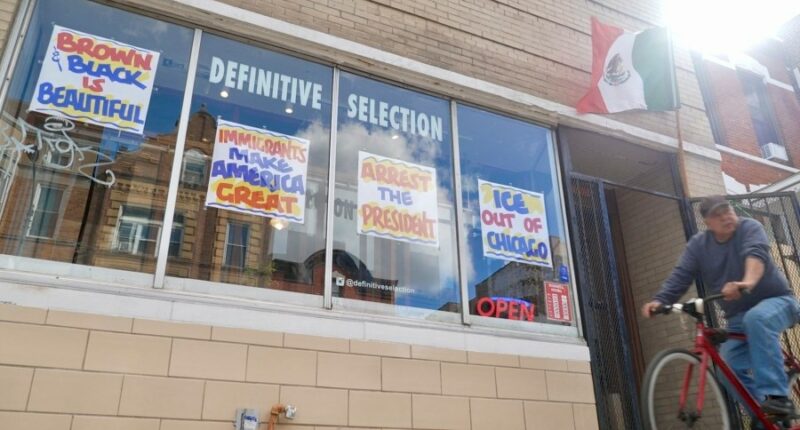 BROWN
& BLACK
IS
BEAUTIFUL
DEFINITIVE SELECTION
IMMIGRANTS
MAKE
AMERICA
GREAT
ARREST
THE
PRESIDENT
ICE
OUT OF
CHICAGO
@definitiveselection
OPEN